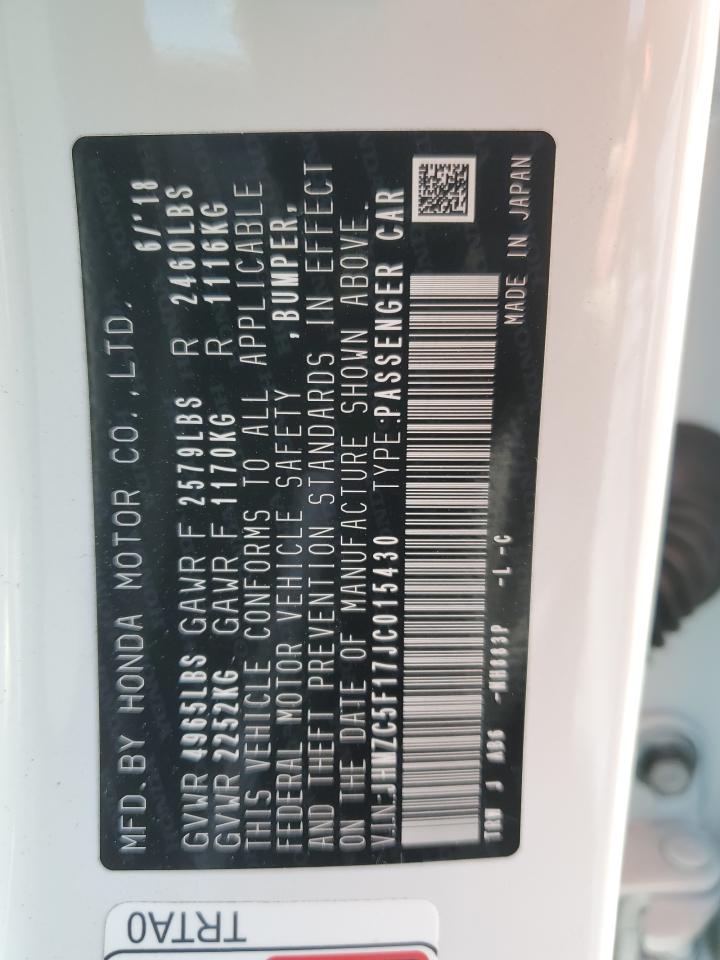 MFD. BY HONDA MOTOR CO., LTD. 6/'18
GVWR 4965LBS GAWR F 2579LBS R 2460LBS
GVWR 2252KG GAWR F 1170KG R 1116KG
THIS VEHICLE CONFORMS TO ALL APPLICABLE
FEDERAL MOTOR VEHICLE SAFETY , BUMPER,
AND THEFT PREVENTION STANDARDS IN EFFECT
ON THE DATE OF MANUFACTURE SHOWN ABOVE.
V.I.N:JHMZC5F17JC015430 TYPE:PASSENGER CAR
J -L-C
MADE IN JAPAN
TRTA0